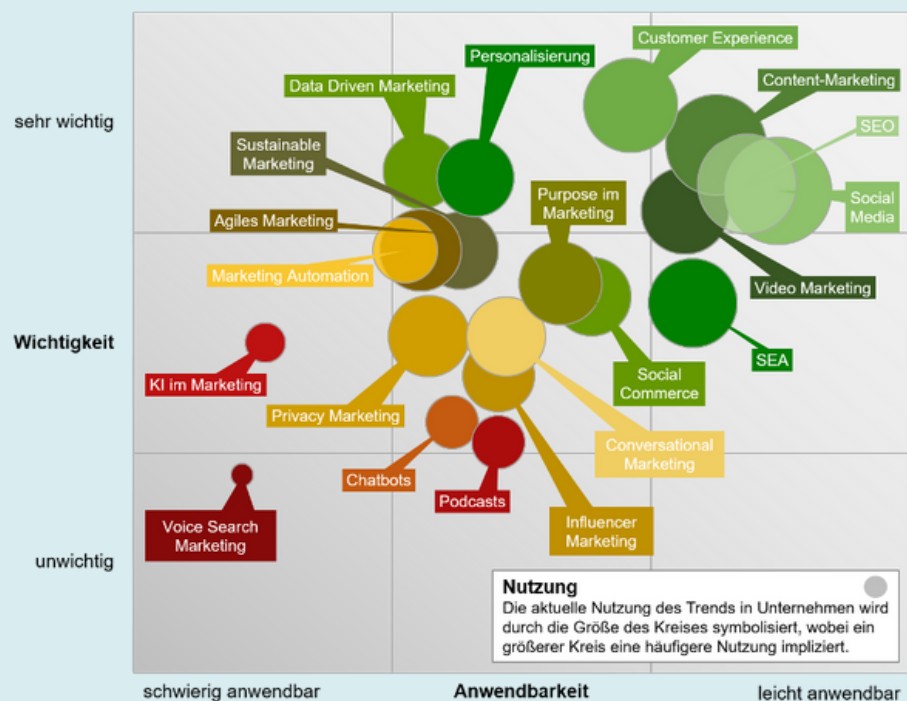 Customer Experience
Personalisierung
Content-Marketing
Data Driven Marketing
sehr wichtig
SEO
Sustainable
Marketing
Purpose im
Marketing
Social
Media
Agiles Marketing
Marketing Automation
Video Marketing
Wichtigkeit
SEA
KI im Marketing
Social
Commerce
Privacy Marketing
Conversational
Marketing
Chatbots
Podcasts
Voice Search
Marketing
Influencer
Marketing
unwichtig
Nutzung
Die aktuelle Nutzung des Trends in Unternehmen wird
durch die Größe des Kreises symbolisiert, wobei ein
größerer Kreis eine häufigere Nutzung impliziert.
schwierig anwendbar
Anwendbarkeit
leicht anwendbar